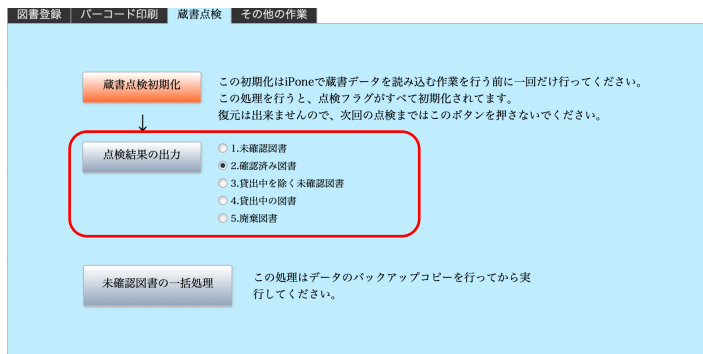 図書登録 バーコード印刷 蔵書点検 その他の作業
蔵書点検初期化
この初期化はiPoneで蔵書データを読み込む作業を行う前に一回だけ行ってください。
この処理を行うと、点検フラグがすべて初期化されてます。
復元は出来ませんので、次回の点検まではこのボタンを押さないでください。
↓
点検結果の出力
1.未確認図書
2.確認済み図書
3.貸出中を除く未確認図書
4.貸出中の図書
5.廃棄図書
未確認図書の一括処理
この処理はデータのバックアップコピーを行ってから実
行してください。